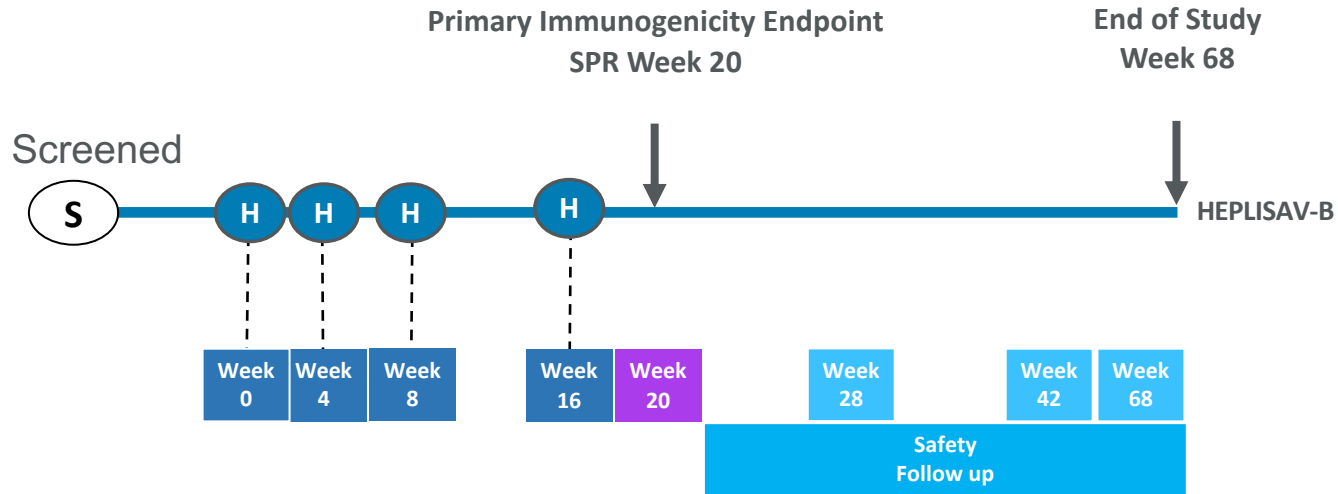 Primary Immunogenicity Endpoint
SPR Week 20
End of Study
Week 68
Screened
S
H
H
H
H
HEPLISAV-B
Week
0
Week
4
Week
8
Week
16
Week
20
Week
28
Week
42
Week
68
Safety
Follow up